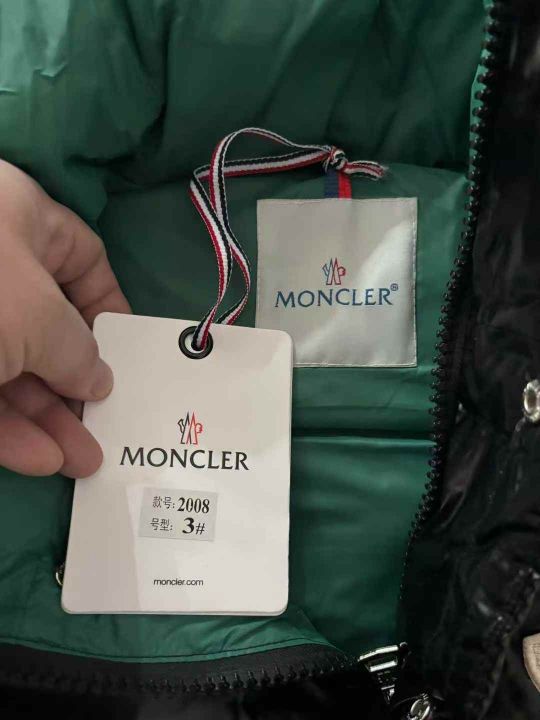 MONCLER®
MONCLER
款号: 2008
号型: 3#
moncler.com